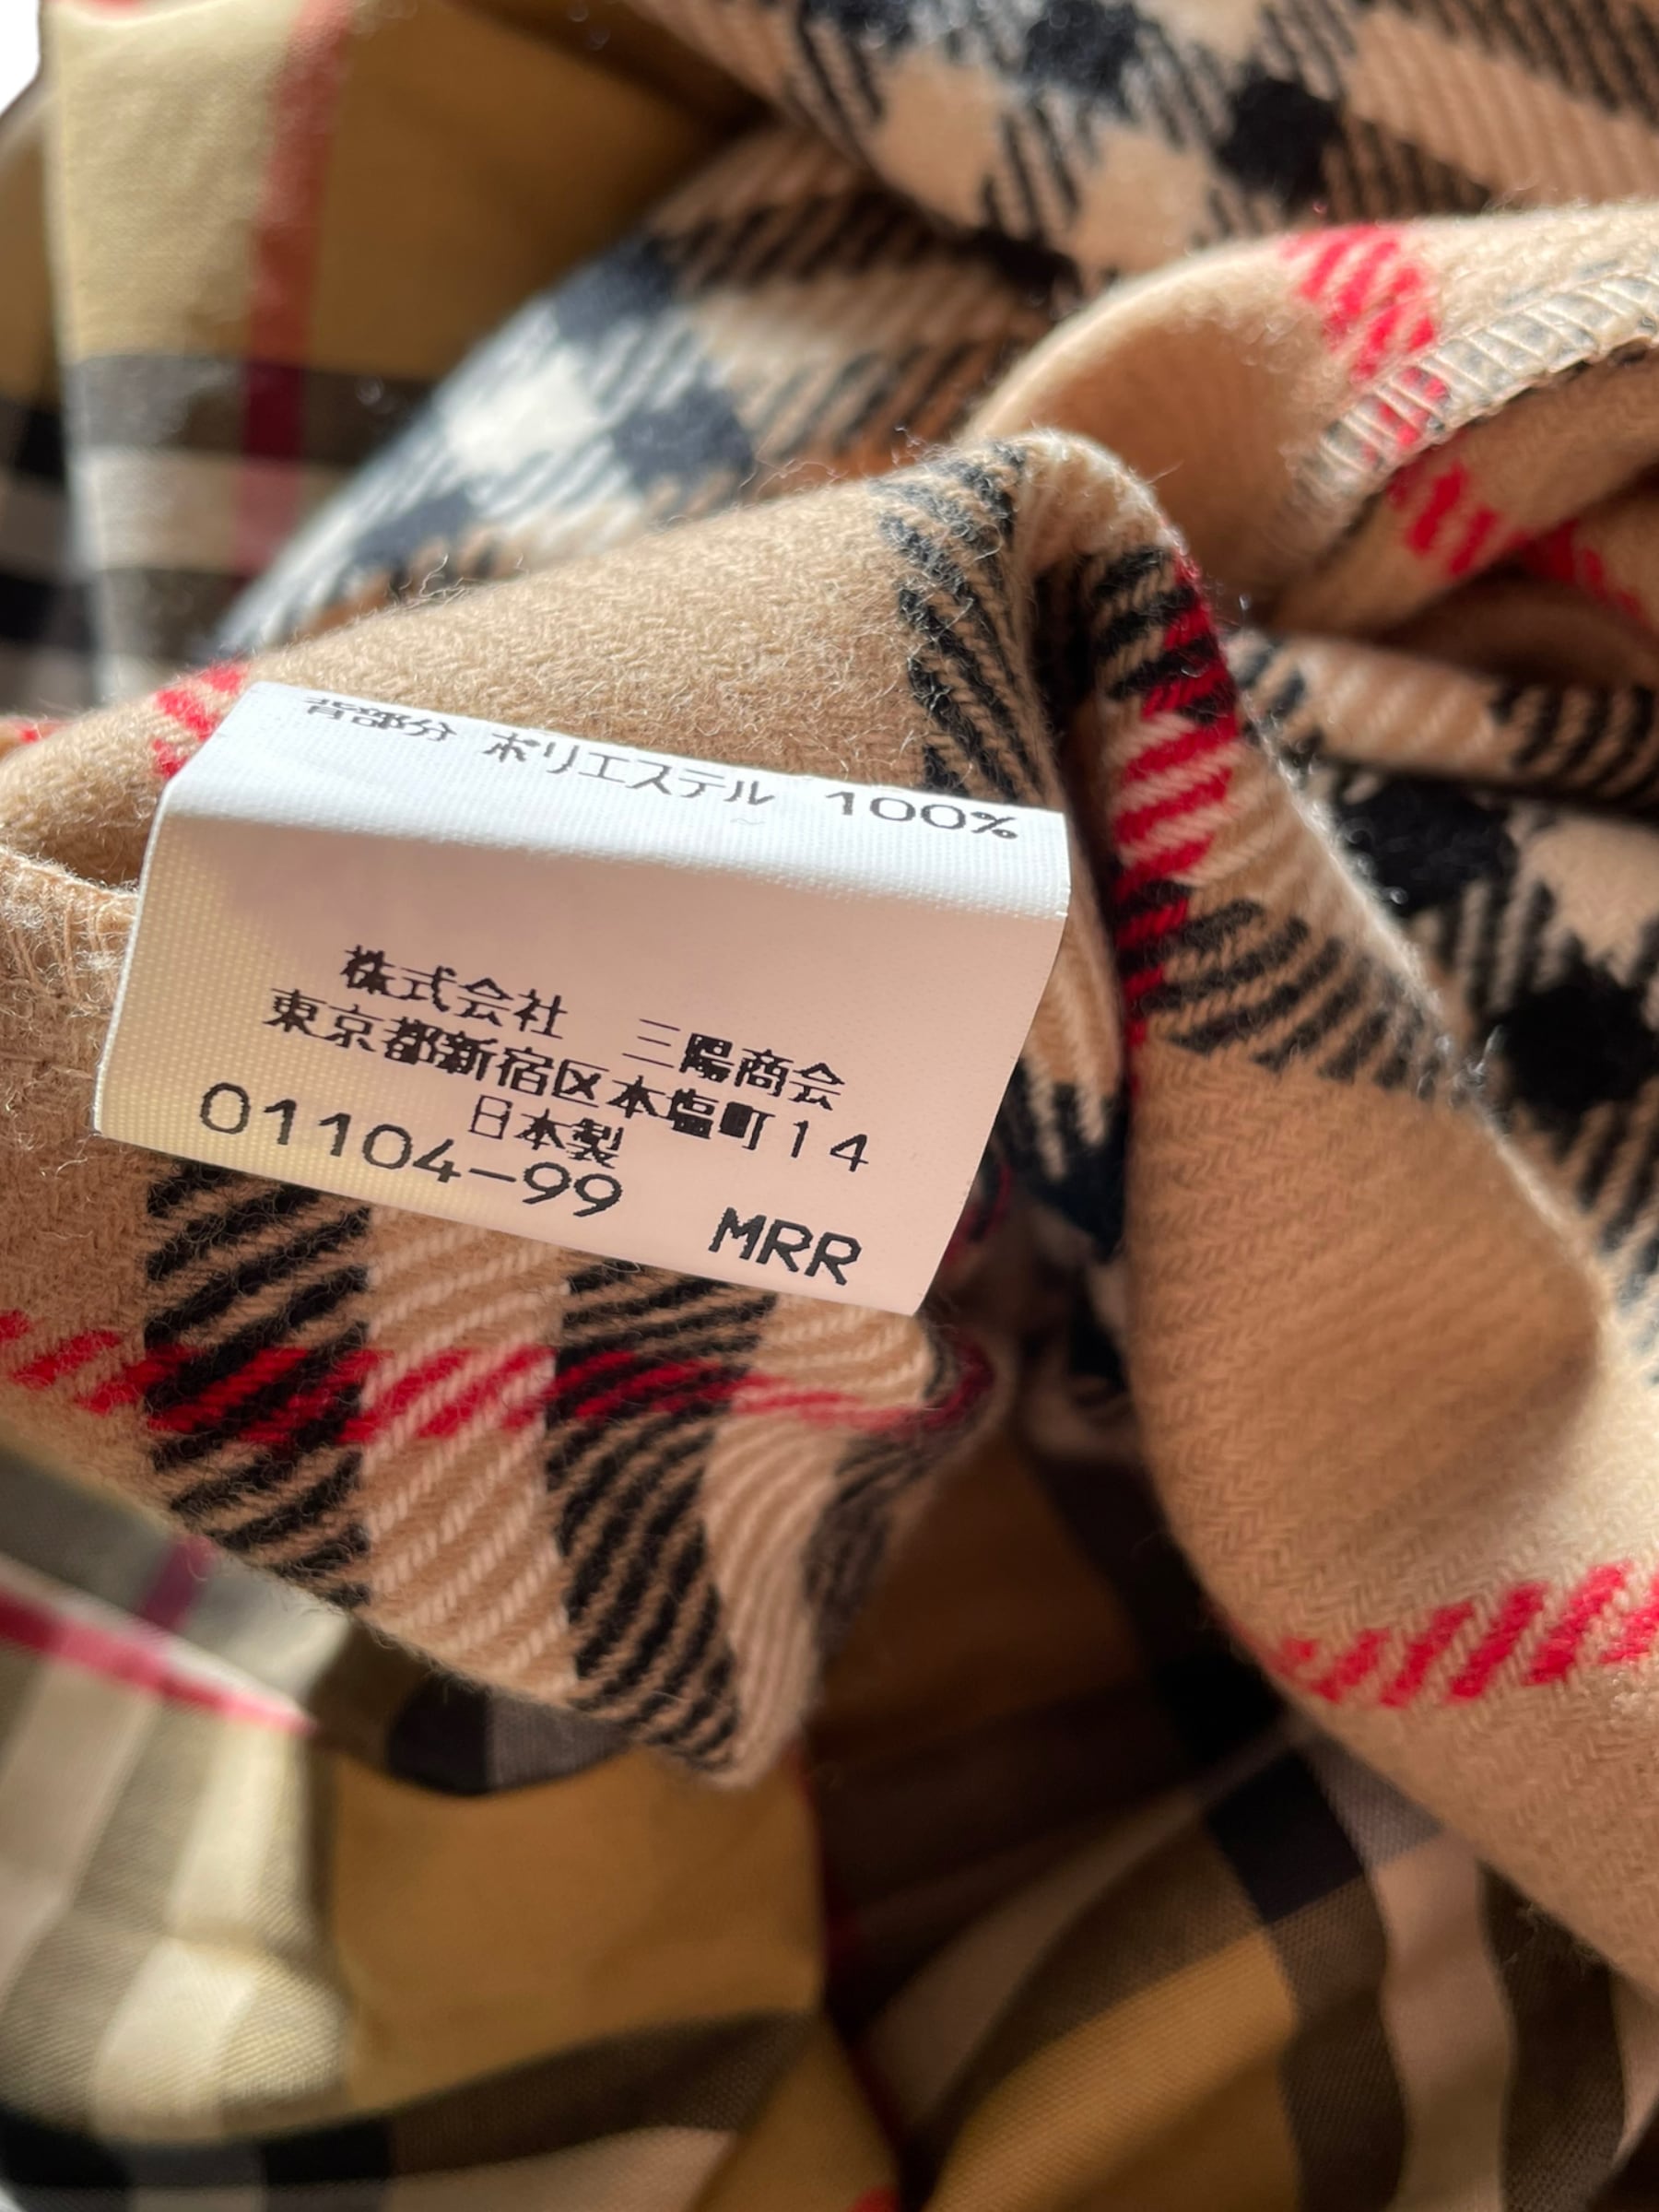 背部分 ポリエステル 100%
株式会社 三陽商会
東京都新宿区本塩町14
日本製
01104-99 MRR